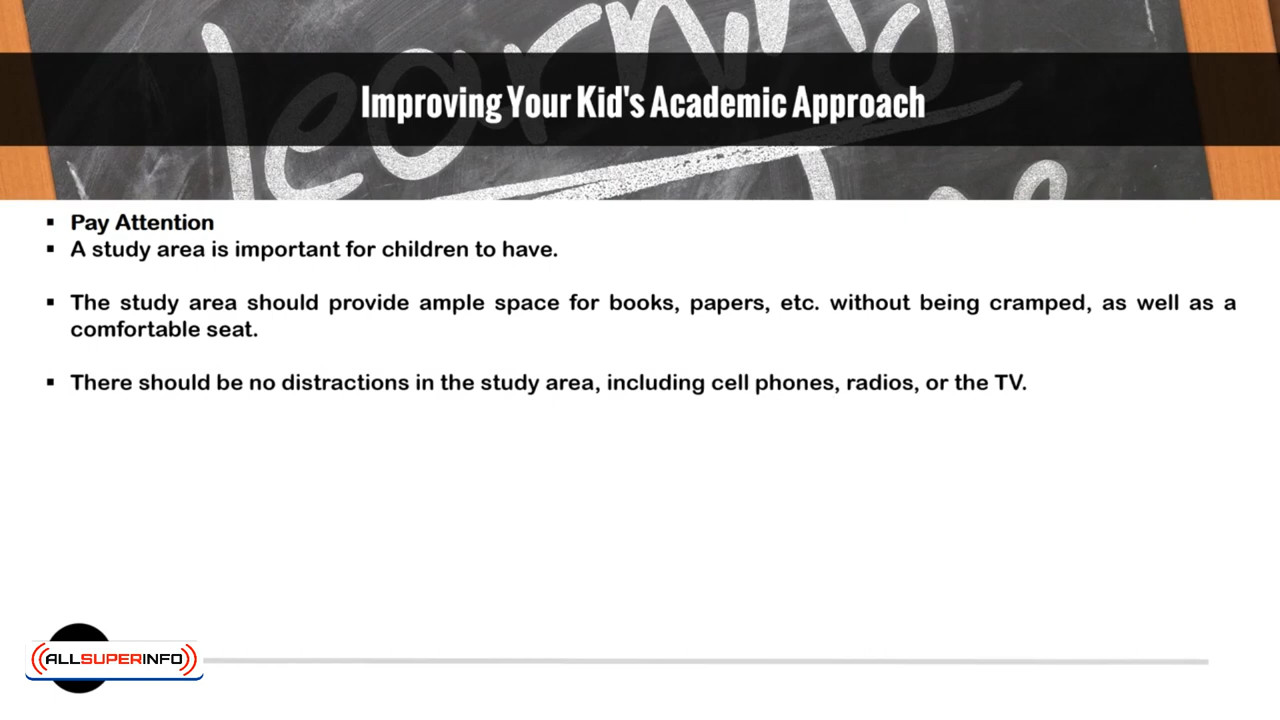 Learning
Improving Your Kid's Academic Approach
▪ Pay Attention
▪ A study area is important for children to have.
▪ The study area should provide ample space for books, papers, etc. without being cramped, as well as a
comfortable seat.
▪ There should be no distractions in the study area, including cell phones, radios, or the TV.
ALLSUPERINFO